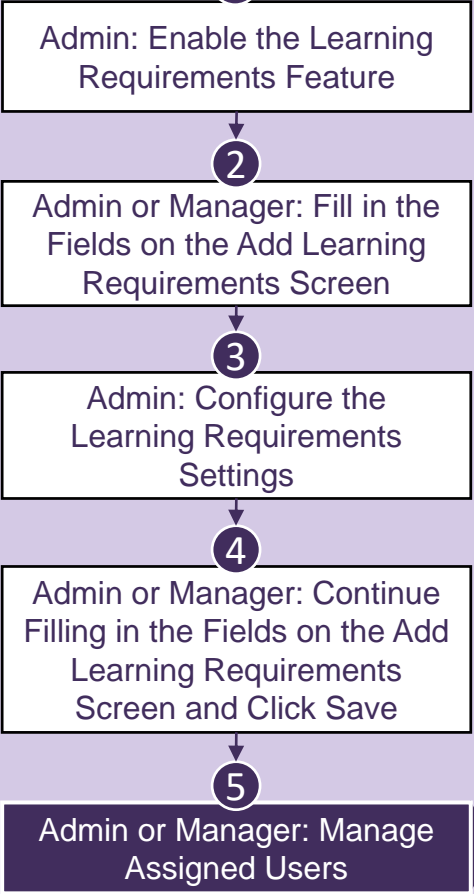 Admin: Enable the Learning
Requirements Feature
2
Admin or Manager: Fill in the
Fields on the Add Learning
Requirements Screen
3
Admin: Configure the
Learning Requirements
Settings
4
Admin or Manager: Continue
Filling in the Fields on the Add
Learning Requirements
Screen and Click Save
5
Admin or Manager: Manage
Assigned Users